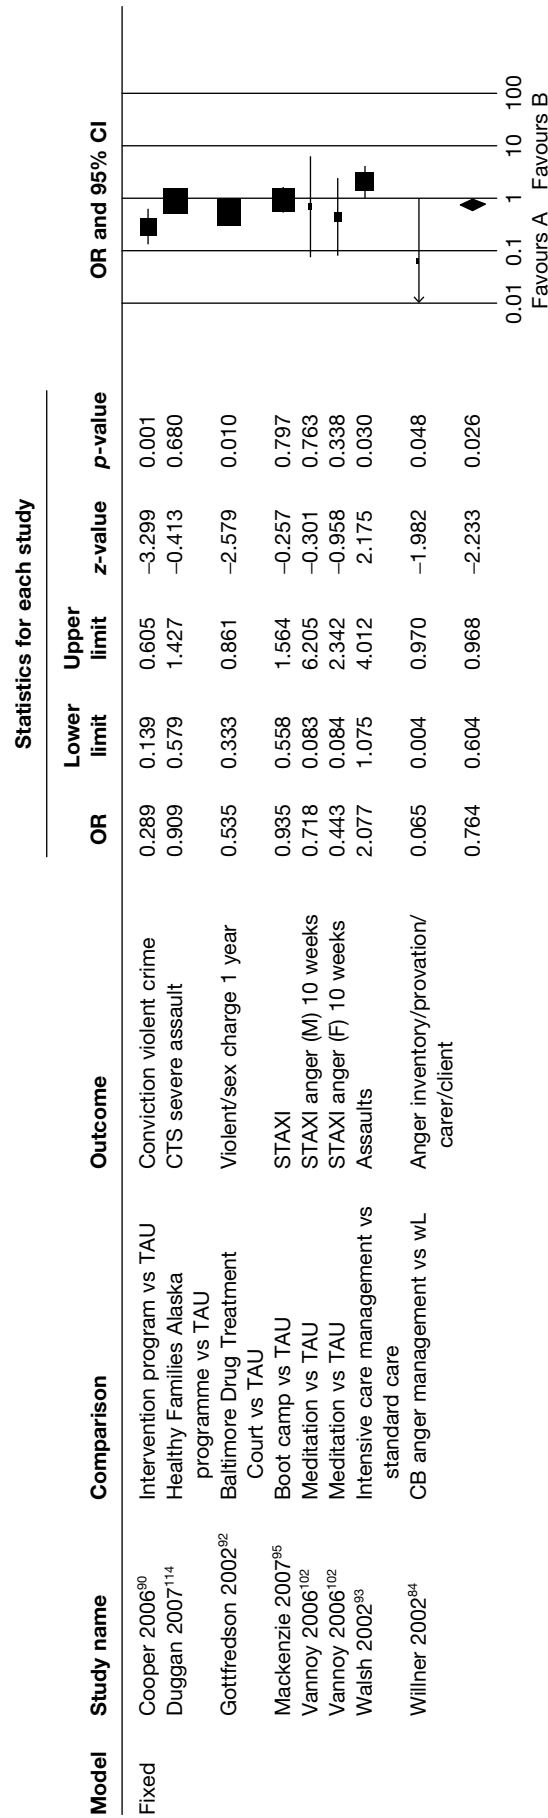 Statistics for each study
Model Study name Comparison Outcome OR Lower limit Upper limit z-value p-value OR and 95% CI
Fixed Cooper 2006⁹⁰ Intervention program vs TAU Conviction violent crime 0.289 0.139 0.605 −3.299 0.001
Duggan 2007¹¹⁴ Healthy Families Alaska CTS severe assault 0.909 0.579 1.427 −0.413 0.680
programme vs TAU
Gottfredson 2002⁹² Baltimore Drug Treatment Violent/sex charge 1 year 0.535 0.333 0.861 −2.579 0.010
Court vs TAU
Mackenzie 2007⁹⁵ Boot camp vs TAU STAXI 0.935 0.558 1.564 −0.257 0.797
Vannoy 2006¹⁰² Meditation vs TAU STAXI anger (M) 10 weeks 0.718 0.083 6.205 −0.301 0.763
Vannoy 2006¹⁰² Meditation vs TAU STAXI anger (F) 10 weeks 0.443 0.084 2.342 −0.958 0.338
Walsh 2002⁹³ Intensive care management vs Assaults 2.077 1.075 4.012 2.175 0.030
standard care
Willner 2002⁸⁴ CB anger management vs wL Anger inventory/provation/ 0.065 0.004 0.970 −1.982 0.048
carer/client
0.764 0.604 0.968 −2.233 0.026
0.01 0.1 1 10 100
Favours A Favours B